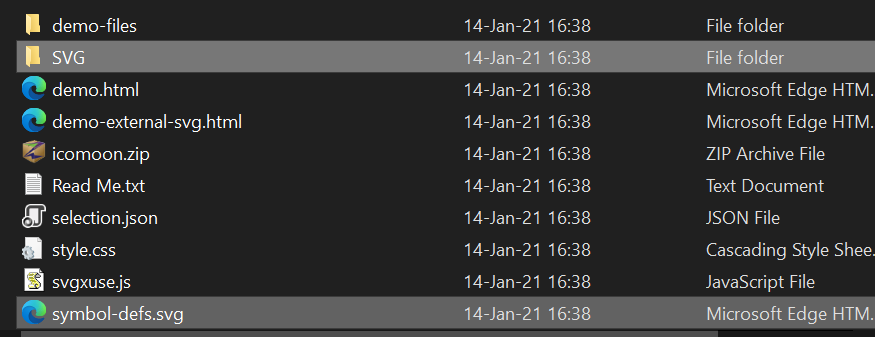 demo-files 14-Jan-21 16:38 File folder
SVG 14-Jan-21 16:38 File folder
demo.html 14-Jan-21 16:38 Microsoft Edge HTM...
demo-external-svg.html 14-Jan-21 16:38 Microsoft Edge HTM...
icomoon.zip 14-Jan-21 16:38 ZIP Archive File
Read Me.txt 14-Jan-21 16:38 Text Document
selection.json 14-Jan-21 16:38 JSON File
style.css 14-Jan-21 16:38 Cascading Style Shee...
svgxuse.js 14-Jan-21 16:38 JavaScript File
symbol-defs.svg 14-Jan-21 16:38 Microsoft Edge HTM...